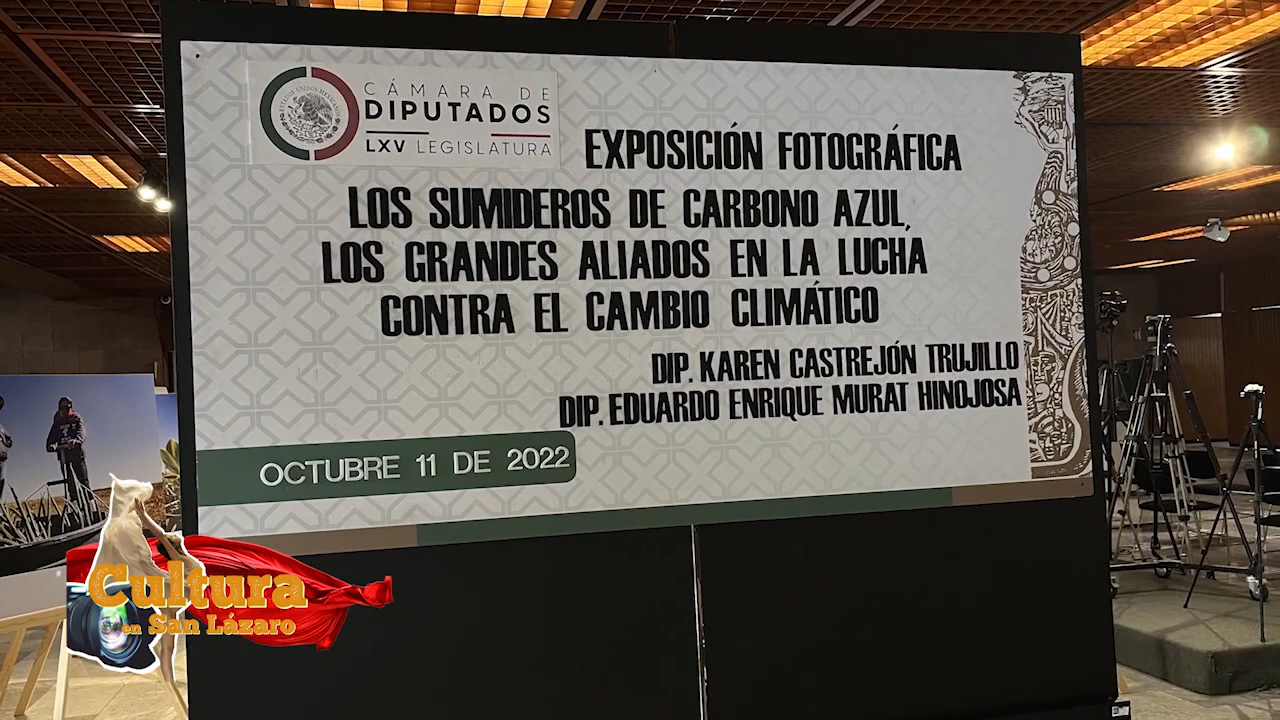 CÁMARA DE
DIPUTADOS
LXV LEGISLATURA
EXPOSICIÓN FOTOGRÁFICA
LOS SUMIDEROS DE CARBONO AZUL,
LOS GRANDES ALIADOS EN LA LUCHA
CONTRA EL CAMBIO CLIMÁTICO
DIP. KAREN CASTREJÓN TRUJILLO
DIP. EDUARDO ENRIQUE MURAT HINOJOSA
OCTUBRE 11 DE 2022
Cultura
en San Lázaro